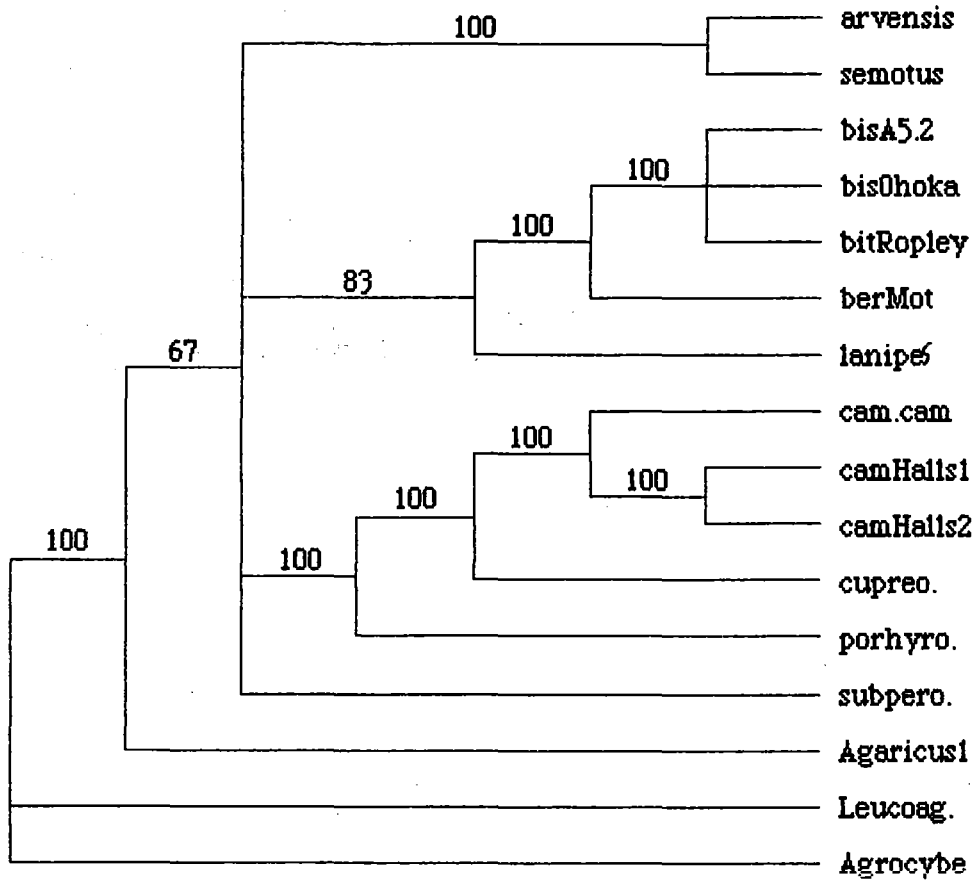 100
arvensis
semotus
bisA5.2
100
bisOhoka
100
bitRopley
83
berMot
67
lanipes
cam.cam
100
camHalls1
100
camHalls2
100
100
100
cupreo.
porhyro.
subpero.
Agaricus1
Leucoag.
Agrocybe